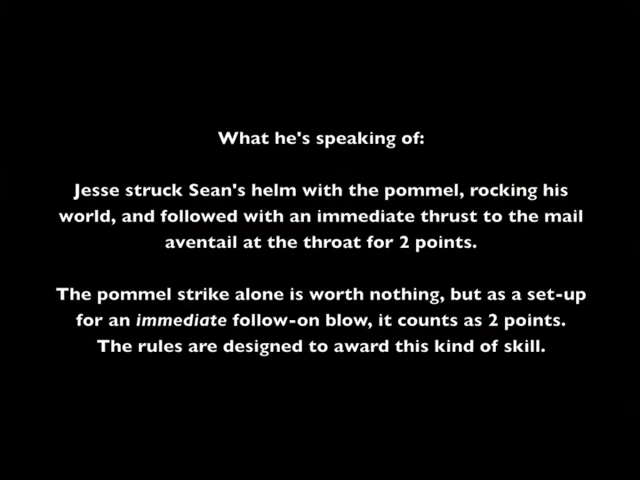 What he's speaking of:
Jesse struck Sean's helm with the pommel, rocking his
world, and followed with an immediate thrust to the mail
aventail at the throat for 2 points.
The pommel strike alone is worth nothing, but as a set-up
for an immediate follow-on blow, it counts as 2 points.
The rules are designed to award this kind of skill.